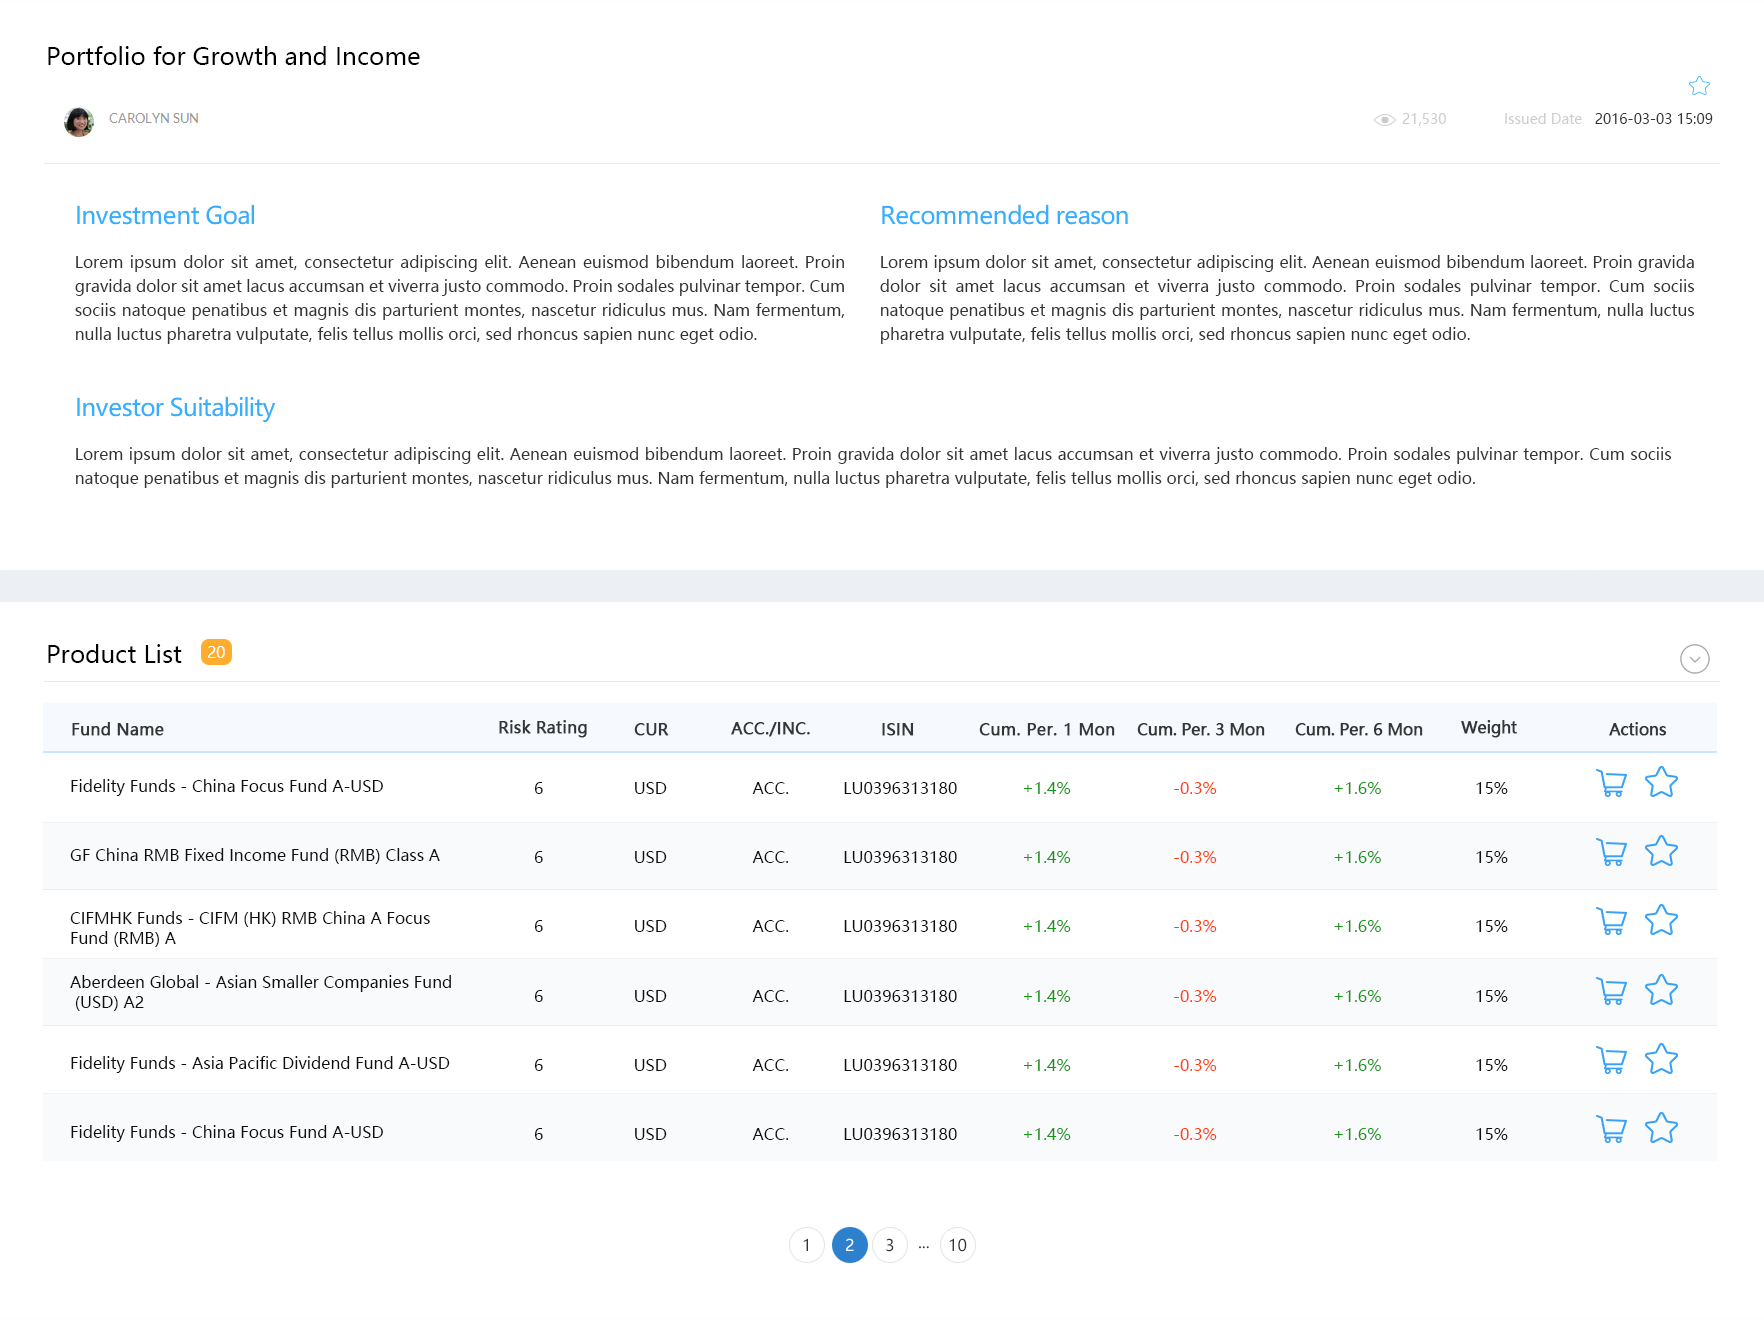 Portfolio for Growth and Income
CAROLYN SUN
21,530 Issued Date 2016-03-03 15:09
Investment Goal
Lorem ipsum dolor sit amet, consectetur adipiscing elit. Aenean euismod bibendum laoreet. Proin
gravida dolor sit amet lacus accumsan et viverra justo commodo. Proin sodales pulvinar tempor. Cum
sociis natoque penatibus et magnis dis parturient montes, nascetur ridiculus mus. Nam fermentum,
nulla luctus pharetra vulputate, felis tellus mollis orci, sed rhoncus sapien nunc eget odio.
Recommended reason
Lorem ipsum dolor sit amet, consectetur adipiscing elit. Aenean euismod bibendum laoreet. Proin gravida
dolor sit amet lacus accumsan et viverra justo commodo. Proin sodales pulvinar tempor. Cum sociis
natoque penatibus et magnis dis parturient montes, nascetur ridiculus mus. Nam fermentum, nulla luctus
pharetra vulputate, felis tellus mollis orci, sed rhoncus sapien nunc eget odio.
Investor Suitability
Lorem ipsum dolor sit amet, consectetur adipiscing elit. Aenean euismod bibendum laoreet. Proin gravida dolor sit amet lacus accumsan et viverra justo commodo. Proin sodales pulvinar tempor. Cum sociis
natoque penatibus et magnis dis parturient montes, nascetur ridiculus mus. Nam fermentum, nulla luctus pharetra vulputate, felis tellus mollis orci, sed rhoncus sapien nunc eget odio.
Product List 20
Fund Name Risk Rating CUR ACC./INC. ISIN Cum. Per. 1 Mon Cum. Per. 3 Mon Cum. Per. 6 Mon Weight Actions
Fidelity Funds - China Focus Fund A-USD 6 USD ACC. LU0396313180 +1.4% -0.3% +1.6% 15%
GF China RMB Fixed Income Fund (RMB) Class A 6 USD ACC. LU0396313180 +1.4% -0.3% +1.6% 15%
CIFMHK Funds - CIFM (HK) RMB China A Focus
Fund (RMB) A 6 USD ACC. LU0396313180 +1.4% -0.3% +1.6% 15%
Aberdeen Global - Asian Smaller Companies Fund
(USD) A2 6 USD ACC. LU0396313180 +1.4% -0.3% +1.6% 15%
Fidelity Funds - Asia Pacific Dividend Fund A-USD 6 USD ACC. LU0396313180 +1.4% -0.3% +1.6% 15%
Fidelity Funds - China Focus Fund A-USD 6 USD ACC. LU0396313180 +1.4% -0.3% +1.6% 15%
1 2 3 ... 10